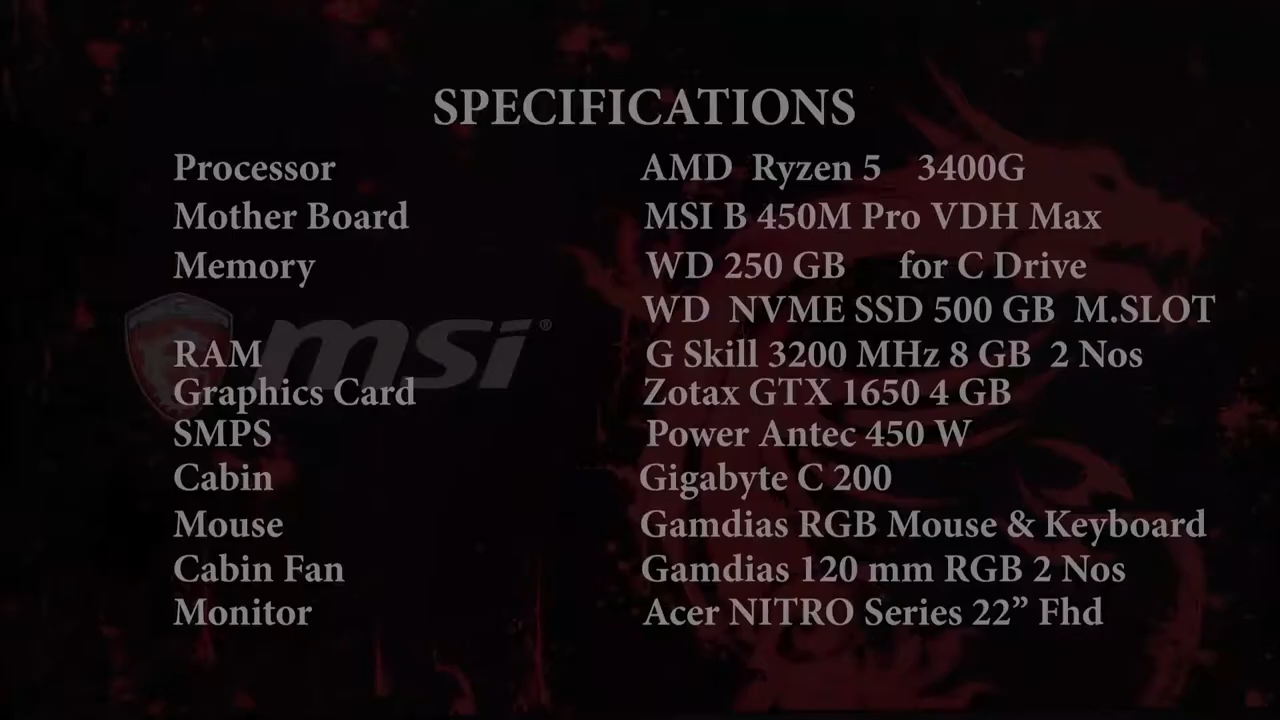 SPECIFICATIONS
Processor AMD Ryzen 5 3400G
Mother Board MSI B 450M Pro VDH Max
Memory WD 250 GB for C Drive
WD NVME SSD 500 GB M.SLOT
msi®
RAM G Skill 3200 MHz 8 GB 2 Nos
Graphics Card Zotax GTX 1650 4 GB
SMPS Power Antec 450 W
Cabin Gigabyte C 200
Mouse Gamdias RGB Mouse & Keyboard
Cabin Fan Gamdias 120 mm RGB 2 Nos
Monitor Acer NITRO Series 22” Fhd